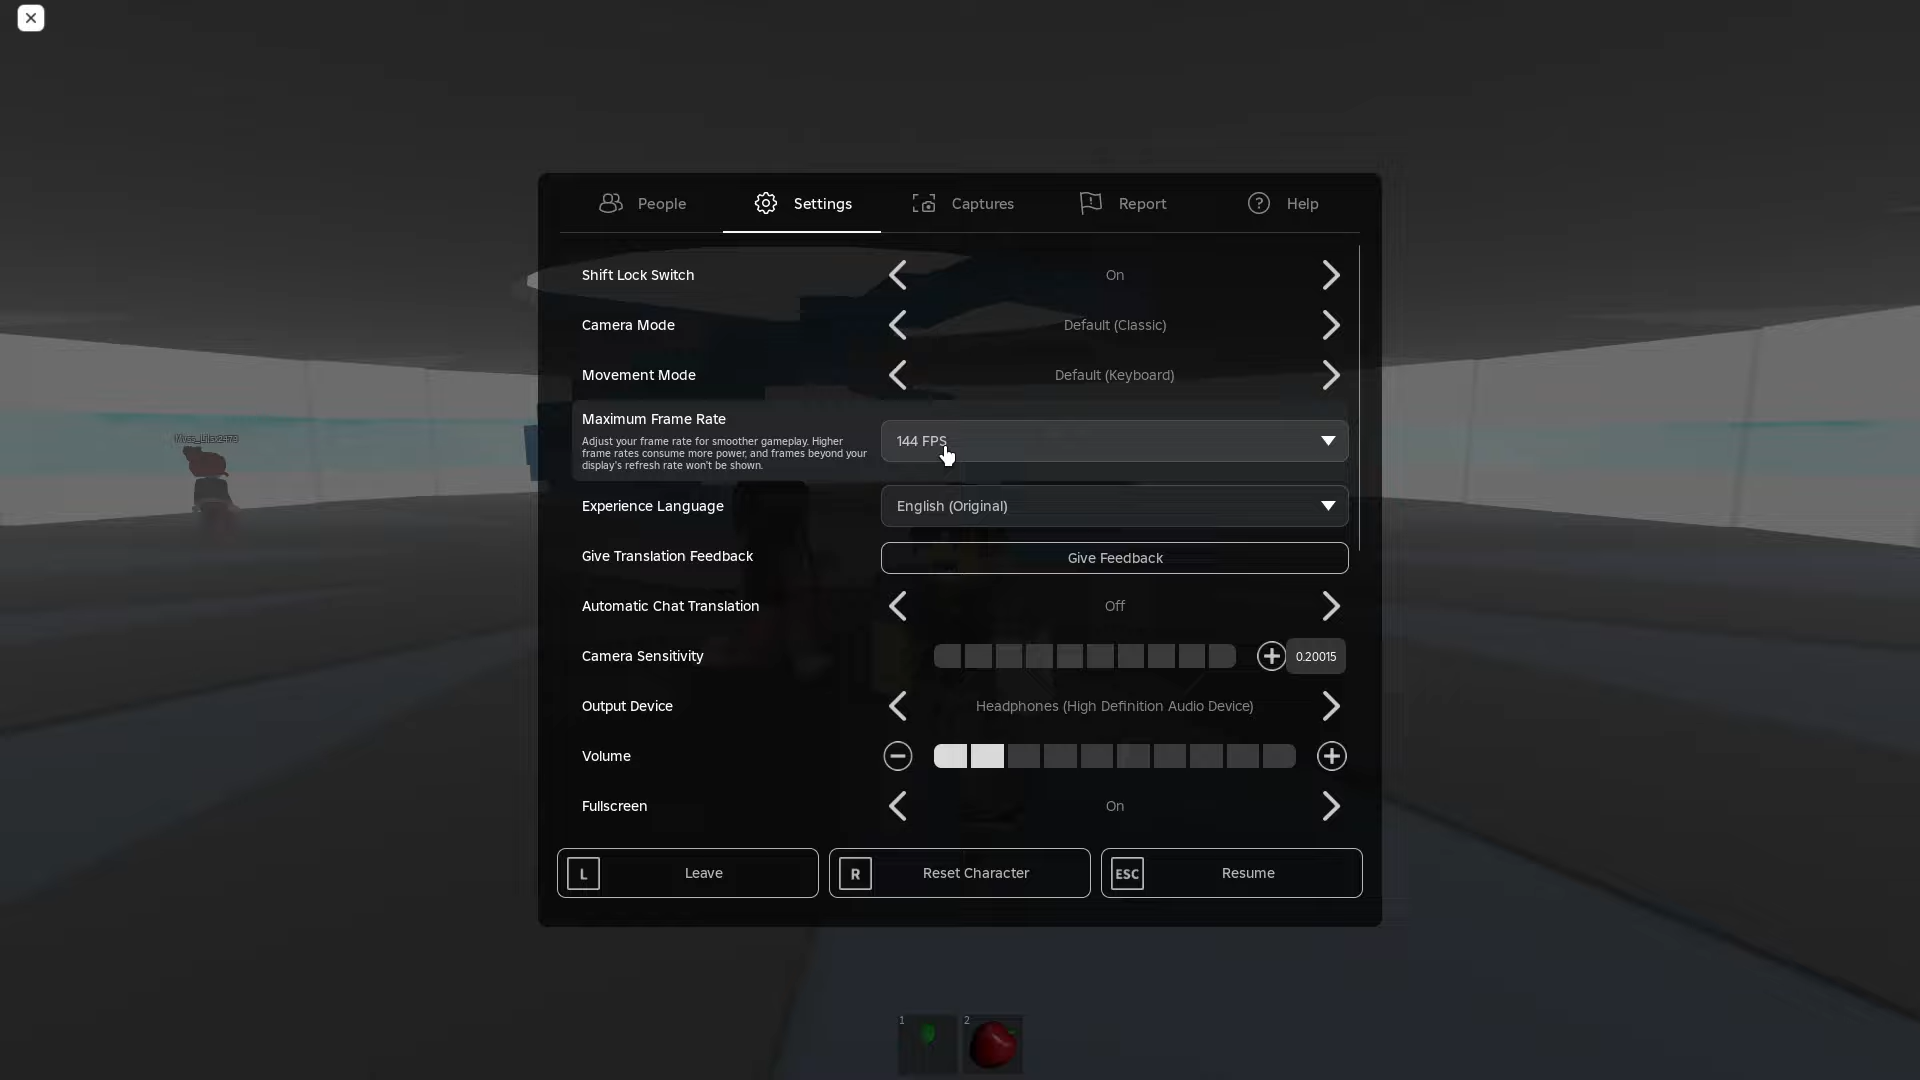 People
Settings
Captures
Report
Help
Shift Lock Switch
On
Camera Mode
Default (Classic)
Movement Mode
Default (Keyboard)
Maximum Frame Rate
Adjust your frame rate for smoother gameplay. Higher
frame rates consume more power, and frames beyond your
display's refresh rate won't be shown.
144 FPS
Experience Language
English (Original)
Give Translation Feedback
Give Feedback
Automatic Chat Translation
Off
Camera Sensitivity
0.20015
Output Device
Headphones (High Definition Audio Device)
Volume
Fullscreen
On
L
Leave
R
Reset Character
ESC
Resume
1
2